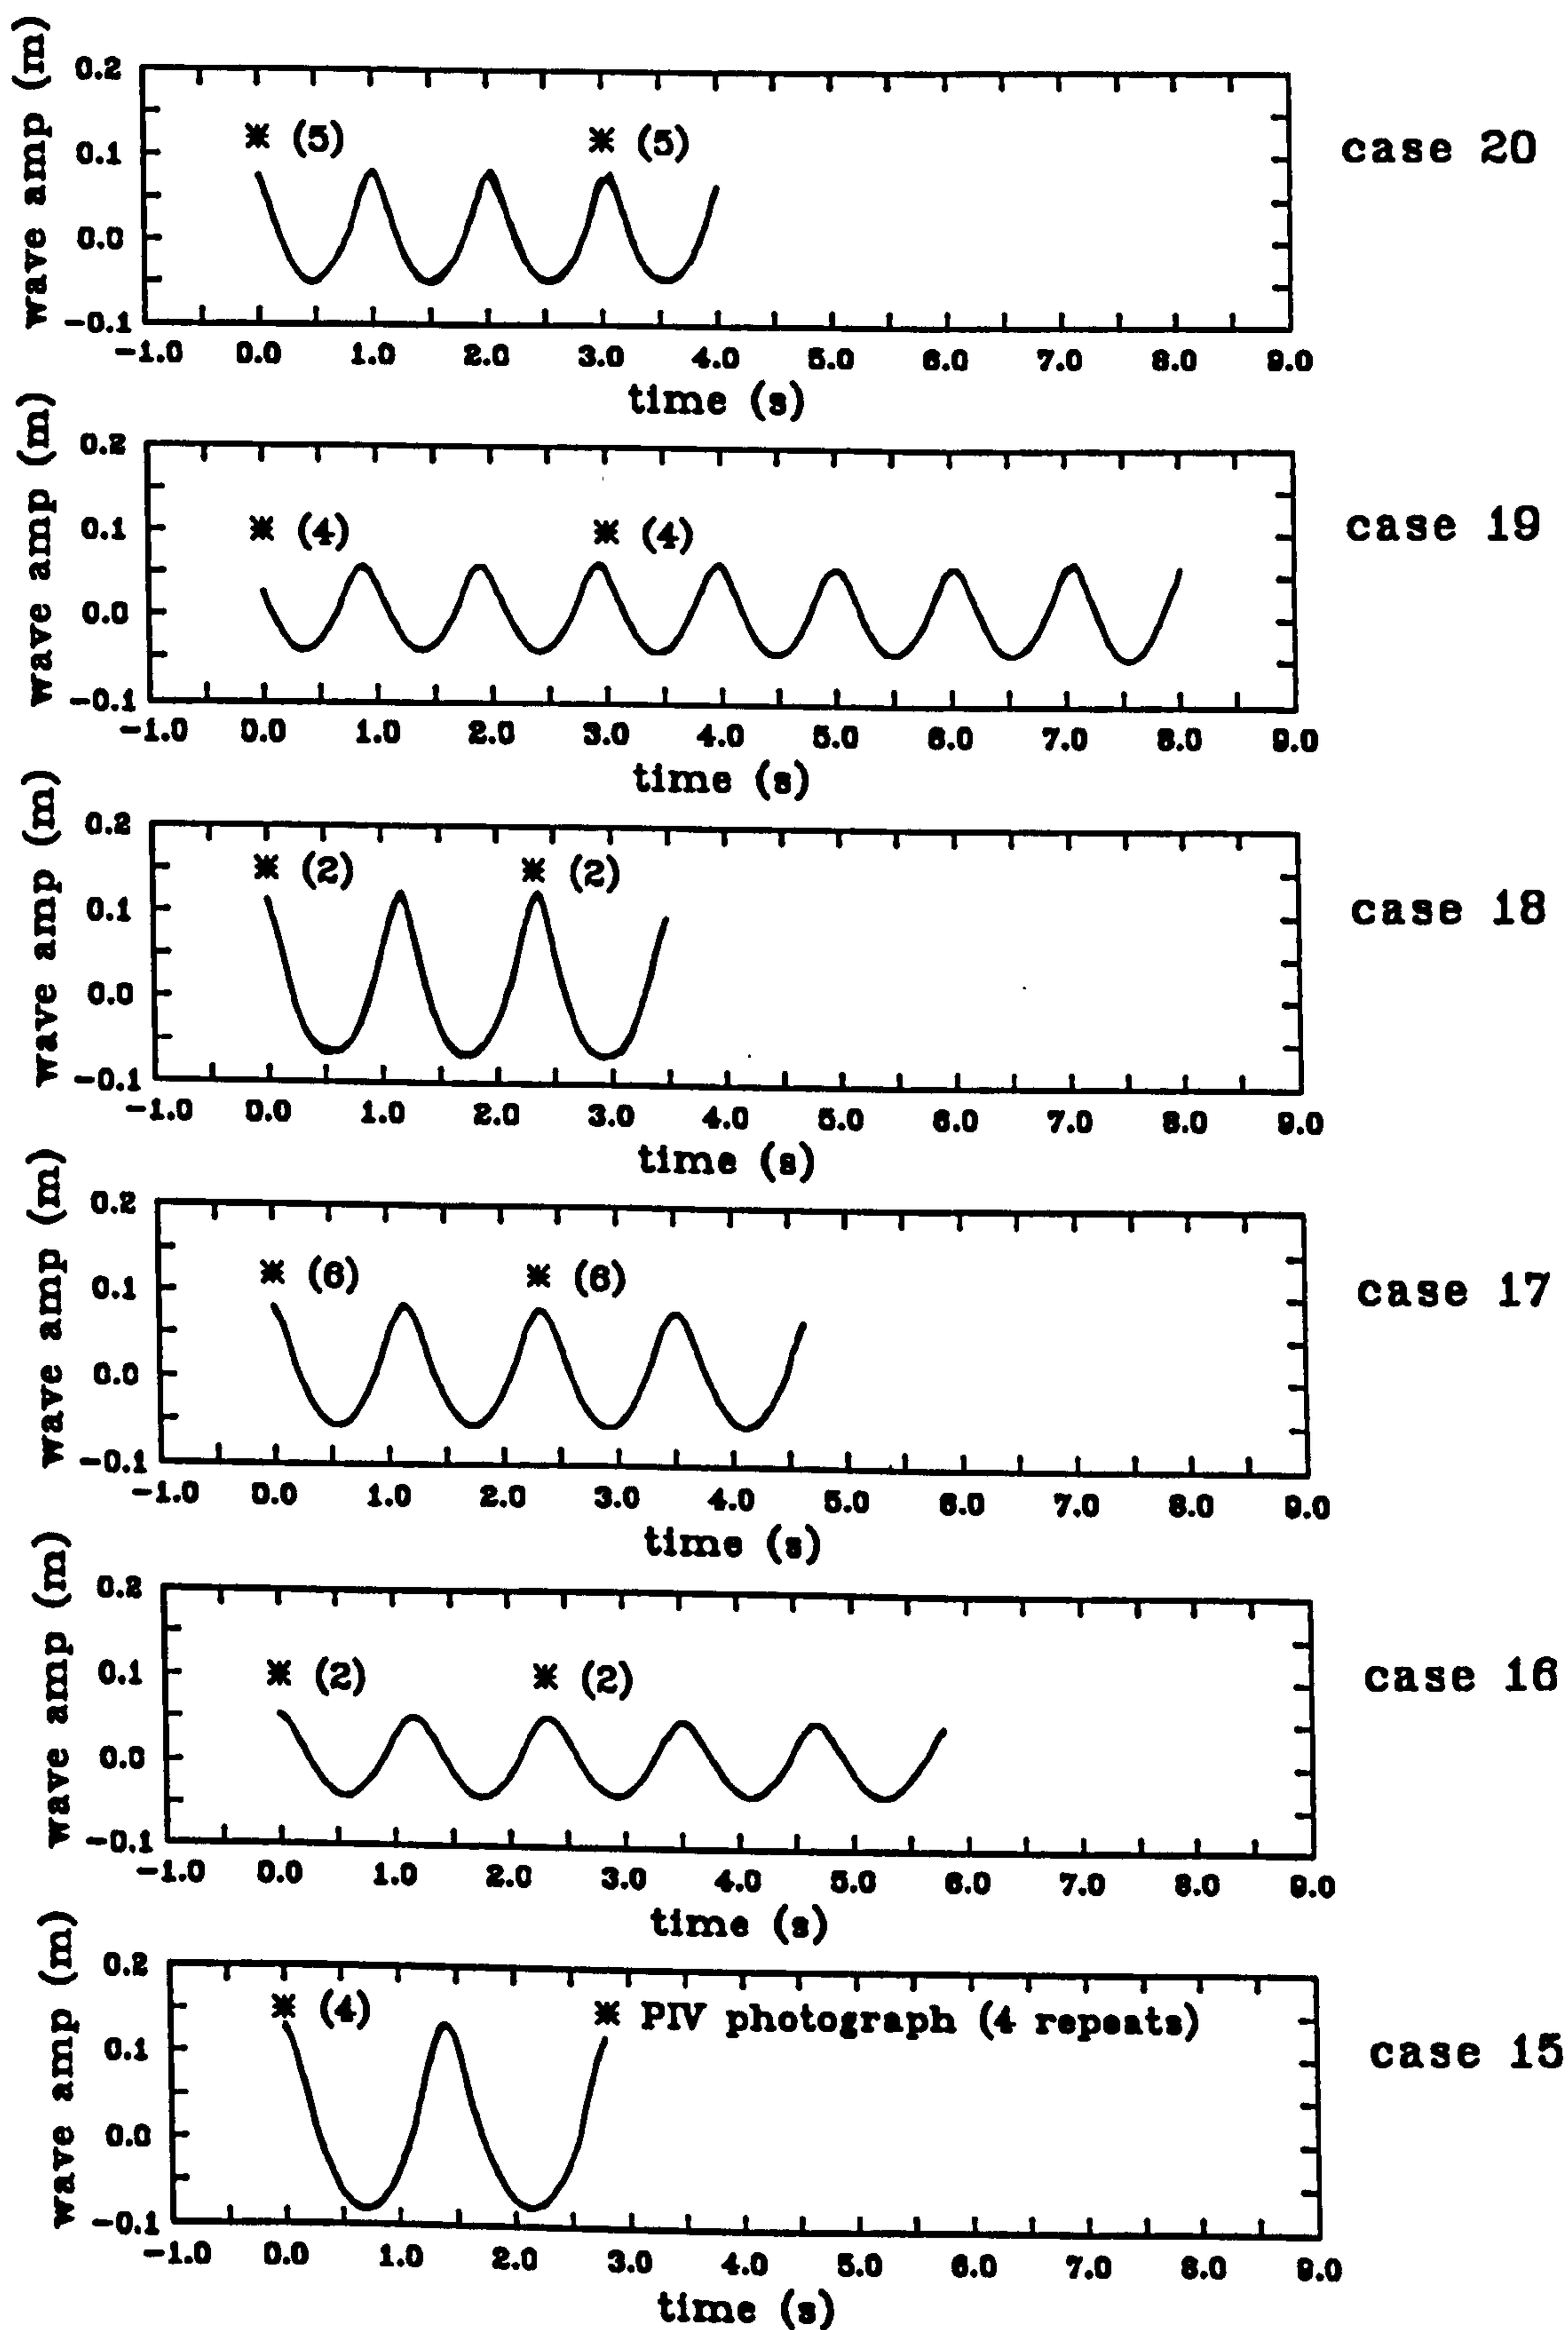 wave amp (m)
0.2
0.1
0.0
-0.1
* (5) * (5)
case 20
-1.0 0.0 1.0 2.0 3.0 4.0 5.0 6.0 7.0 8.0 9.0
time (s)
wave amp (m)
0.2
0.1
0.0
-0.1
* (4) * (4)
case 19
-1.0 0.0 1.0 2.0 3.0 4.0 5.0 6.0 7.0 8.0 9.0
time (s)
wave amp (m)
0.2
0.1
0.0
-0.1
* (2) * (2)
case 18
-1.0 0.0 1.0 2.0 3.0 4.0 5.0 6.0 7.0 8.0 9.0
time (s)
wave amp (m)
0.2
0.1
0.0
-0.1
* (6) * (6)
case 17
-1.0 0.0 1.0 2.0 3.0 4.0 5.0 6.0 7.0 8.0 9.0
time (s)
wave amp (m)
0.2
0.1
0.0
-0.1
* (2) * (2)
case 16
-1.0 0.0 1.0 2.0 3.0 4.0 5.0 6.0 7.0 8.0 9.0
time (s)
wave amp (m)
0.2
0.1
0.0
-0.1
* (4) * PIV photograph (4 repeats)
case 15
-1.0 0.0 1.0 2.0 3.0 4.0 5.0 6.0 7.0 8.0 9.0
time (s)